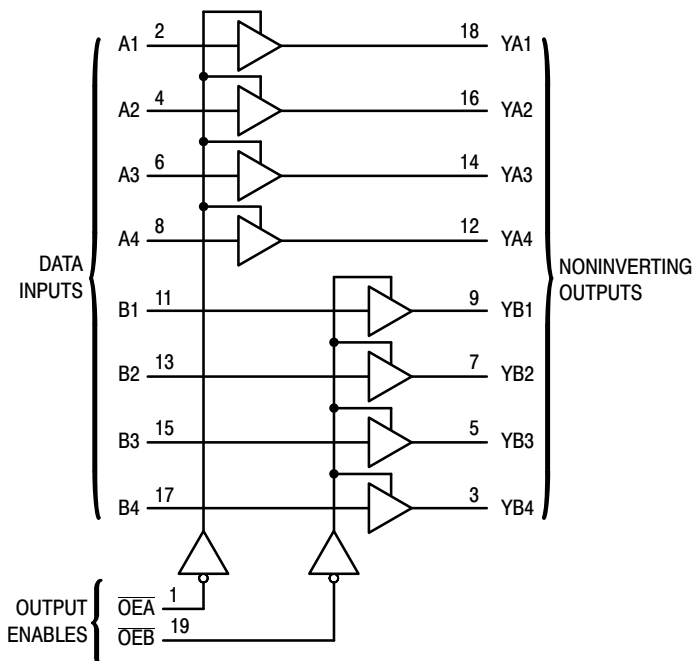 A1 2 18 YA1
A2 4 16 YA2
A3 6 14 YA3
A4 8 12 YA4
DATA
INPUTS
NONINVERTING
OUTPUTS
B1 11 9 YB1
B2 13 7 YB2
B3 15 5 YB3
B4 17 3 YB4
OUTPUT
ENABLES
O̅E̅A̅ 1
O̅E̅B̅ 19